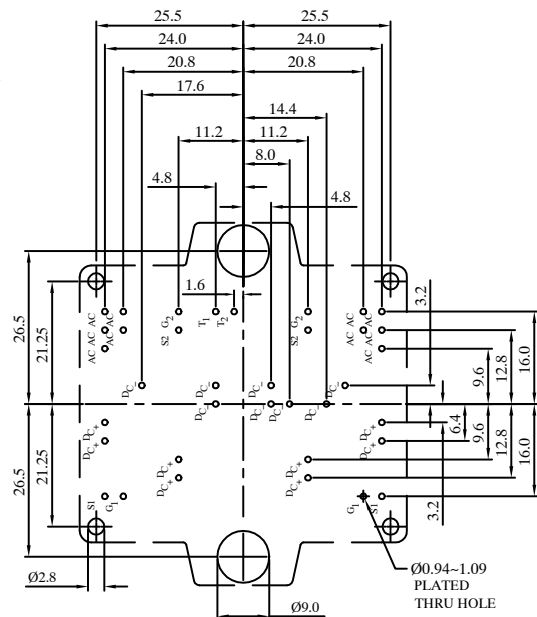 25.5 25.5
24.0 24.0
20.8 20.8
17.6
14.4
11.2 11.2
8.0
4.8
4.8
1.6
3.2
26.5
21.25
16.0
12.8
9.6
AC AC G2 T1 T2 G2 AC AC
AC AC S2 S2 AC AC
AC AC
DC- DC-
DC- DC- DC- DC-
DC+
DC+
DC+ DC+
DC+ DC+
S1 G1 G1 S1
6.4
9.6
12.8
16.0
3.2
26.5
21.25
Ø2.8
Ø9.0
Ø0.94~1.09
PLATED
THRU HOLE